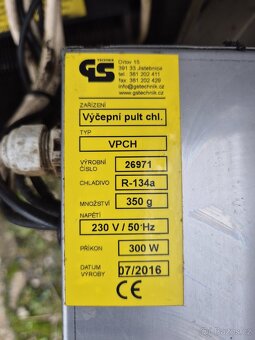 GS
TECHNIK
Orlov 15
391 33 Jistebnice
tel.: 381 202 411
fax: 381 202 429
info@gstechnik.cz
www.gstechnik.cz
ZAŘÍZENÍ
Výčepní pult chl.
TYP
VPCH
VÝROBNÍ ČÍSLO 26971
CHLADIVO R-134a
MNOŽSTVÍ 350 g
NAPĚTÍ
230 V / 50 Hz
PŘÍKON 300 W
DATUM VÝROBY 07/2016
CE